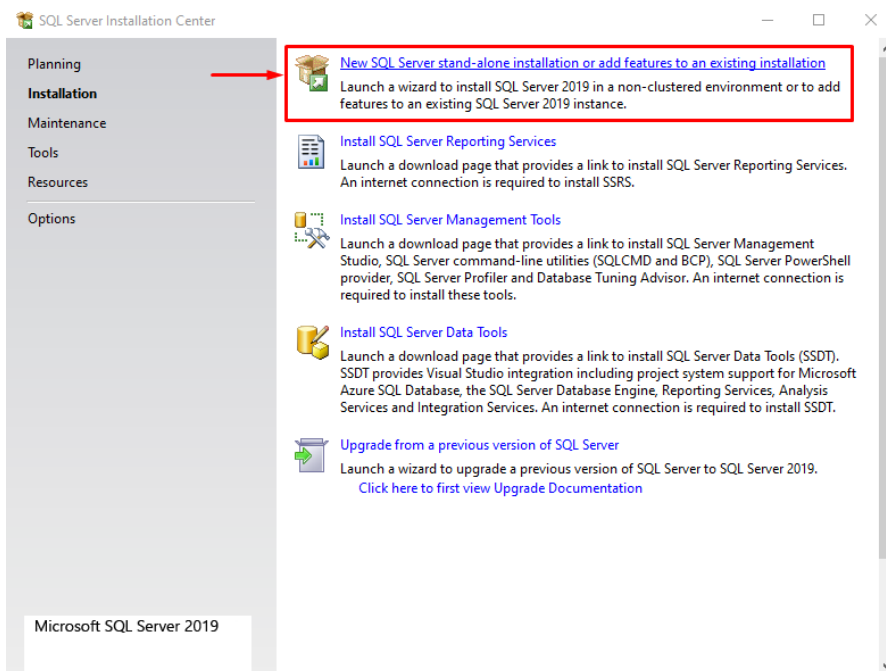 SQL Server Installation Center
Planning
Installation
Maintenance
Tools
Resources
Options
New SQL Server stand-alone installation or add features to an existing installation
Launch a wizard to install SQL Server 2019 in a non-clustered environment or to add
features to an existing SQL Server 2019 instance.
Install SQL Server Reporting Services
Launch a download page that provides a link to install SQL Server Reporting Services.
An internet connection is required to install SSRS.
Install SQL Server Management Tools
Launch a download page that provides a link to install SQL Server Management
Studio, SQL Server command-line utilities (SQLCMD and BCP), SQL Server PowerShell
provider, SQL Server Profiler and Database Tuning Advisor. An internet connection is
required to install these tools.
Install SQL Server Data Tools
Launch a download page that provides a link to install SQL Server Data Tools (SSDT).
SSDT provides Visual Studio integration including project system support for Microsoft
Azure SQL Database, the SQL Server Database Engine, Reporting Services, Analysis
Services and Integration Services. An internet connection is required to install SSDT.
Upgrade from a previous version of SQL Server
Launch a wizard to upgrade a previous version of SQL Server to SQL Server 2019.
Click here to first view Upgrade Documentation
Microsoft SQL Server 2019